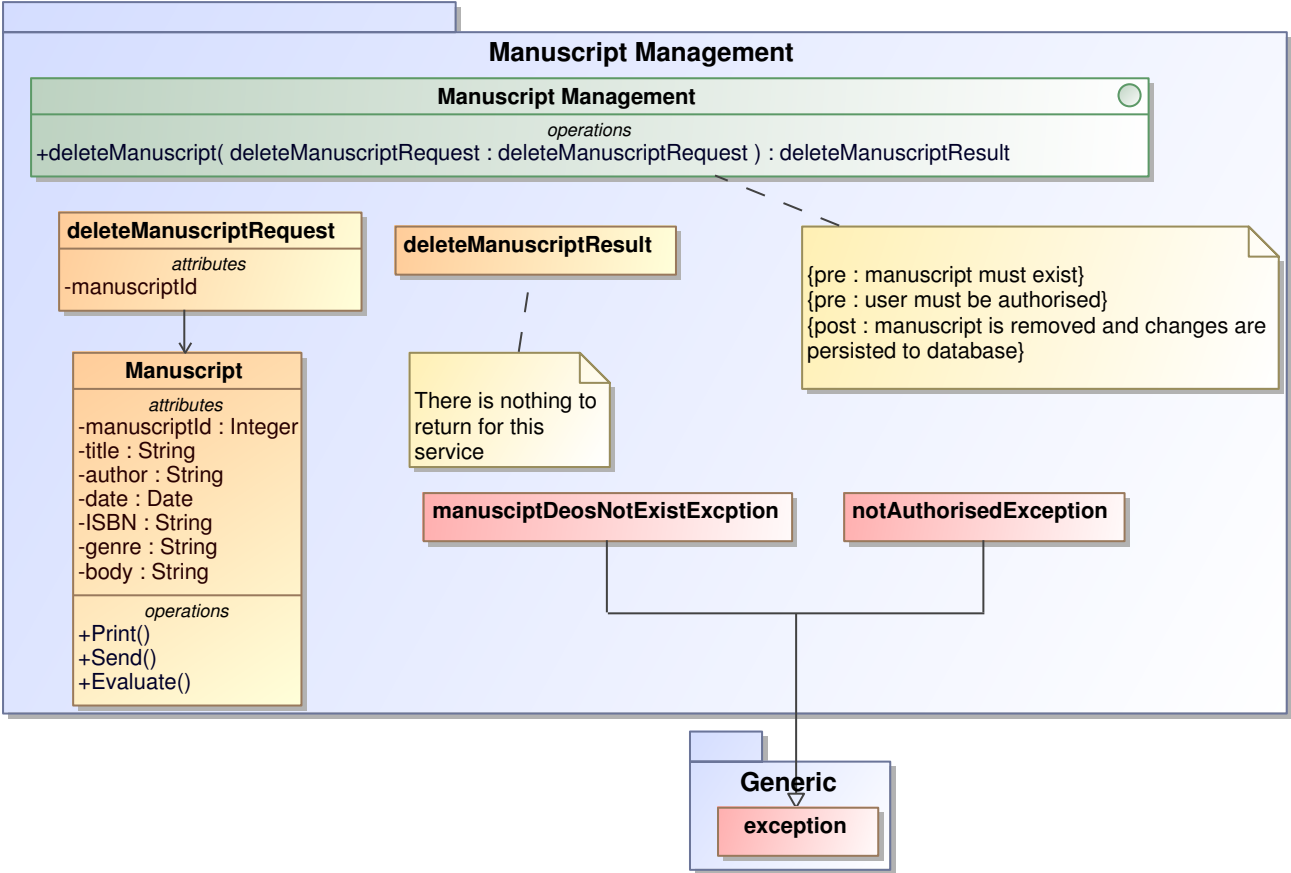 Manuscript Management
Manuscript Management
operations
+deleteManuscript( deleteManuscriptRequest : deleteManuscriptRequest ) : deleteManuscriptResult
deleteManuscriptRequest
attributes
-manuscriptId
deleteManuscriptResult
{pre : manuscript must exist}
{pre : user must be authorised}
{post : manuscript is removed and changes are
persisted to database}
Manuscript
attributes
-manuscriptId : Integer
-title : String
-author : String
-date : Date
-ISBN : String
-genre : String
-body : String
operations
+Print()
+Send()
+Evaluate()
There is nothing to
return for this
service
manusciptDeosNotExistExcption
notAuthorisedException
Generic
exception